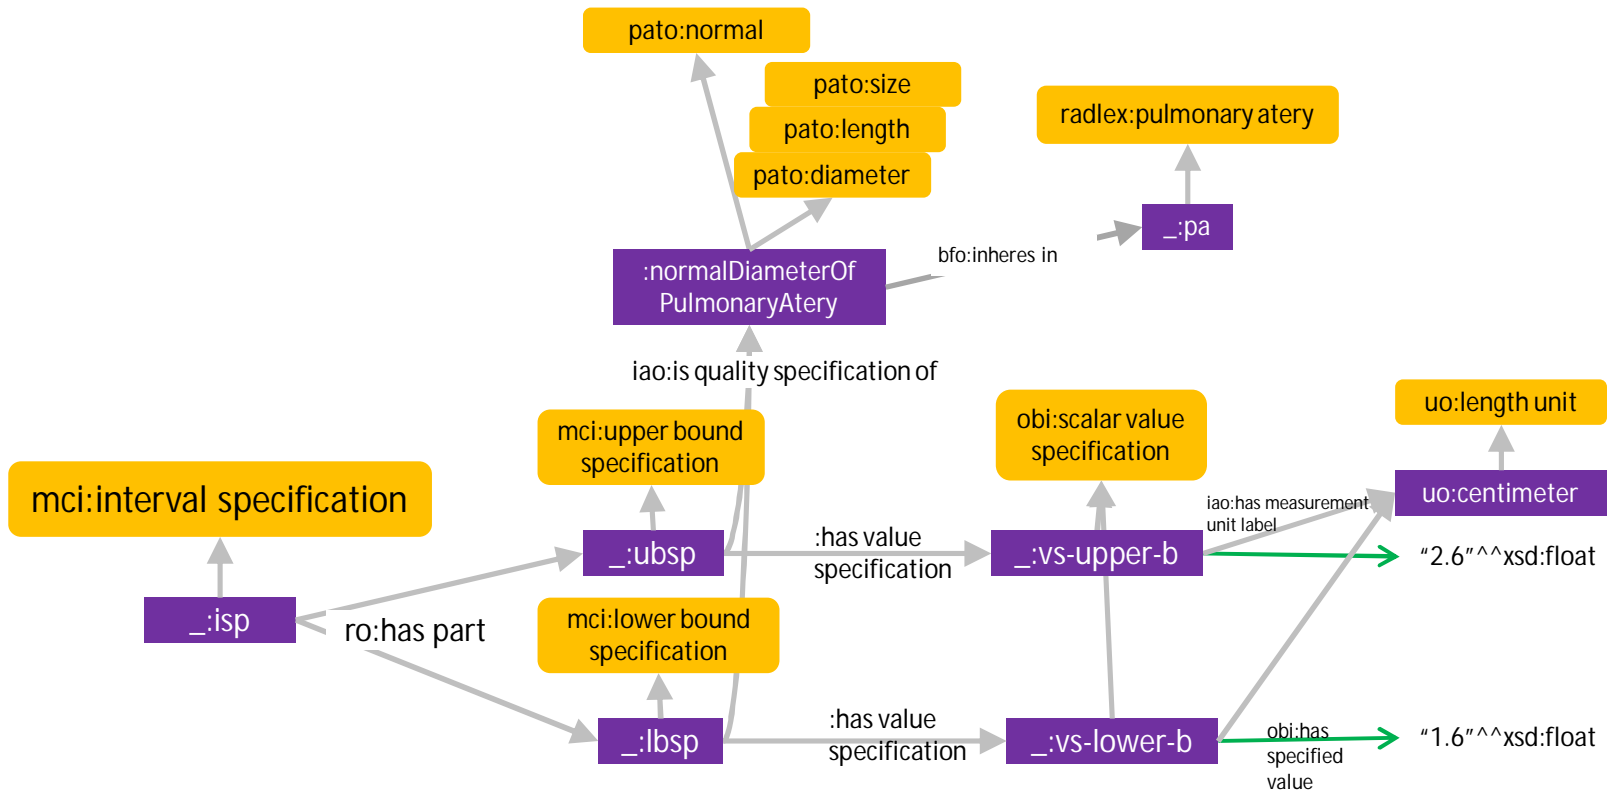 pato:normal
pato:size
pato:length
pato:diameter
radlex:pulmonary atery
_:pa
bfo:inheres in
:normalDiameterOf
PulmonaryAtery
iao:is quality specification of
mci:upper bound
specification
obi:scalar value
specification
uo:length unit
mci:interval specification
uo:centimeter
iao:has measurement
unit label
_:ubsp
:has value
specification
_:vs-upper-b
"2.6"^^xsd:float
_:isp
ro:has part
mci:lower bound
specification
_:lbsp
:has value
specification
_:vs-lower-b
obi:has
specified
value
"1.6"^^xsd:float